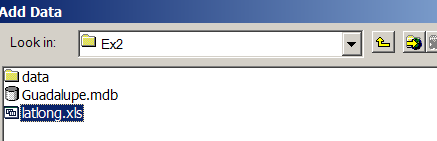 Add Data
Look in: Ex2
data
Guadalupe.mdb
latlong.xls